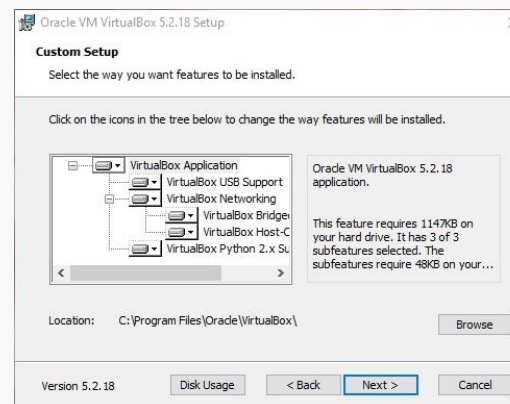 Oracle VM VirtualBox 5.2.18 Setup
Custom Setup
Select the way you want features to be installed.
Click on the icons in the tree below to change the way features will be installed.
VirtualBox Application
VirtualBox USB Support
VirtualBox Networking
VirtualBox Bridge
VirtualBox Host-C
VirtualBox Python 2.x Su
Oracle VM VirtualBox 5.2.18
application.
This feature requires 1147KB on
your hard drive. It has 3 of 3
subfeatures selected. The
subfeatures require 48KB on your...
Location: C:\Program Files\Oracle\VirtualBox\
Browse
Version 5.2.18
Disk Usage
< Back
Next >
Cancel